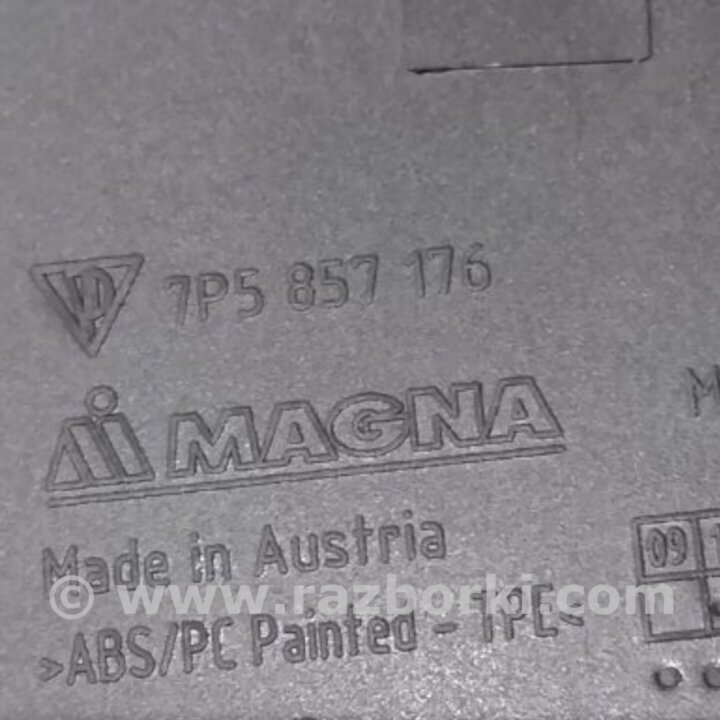 7P5 857 176
MAGNA
Made in Austria
09
© www.razborki.com
>ABS/PC Painted - TPE<